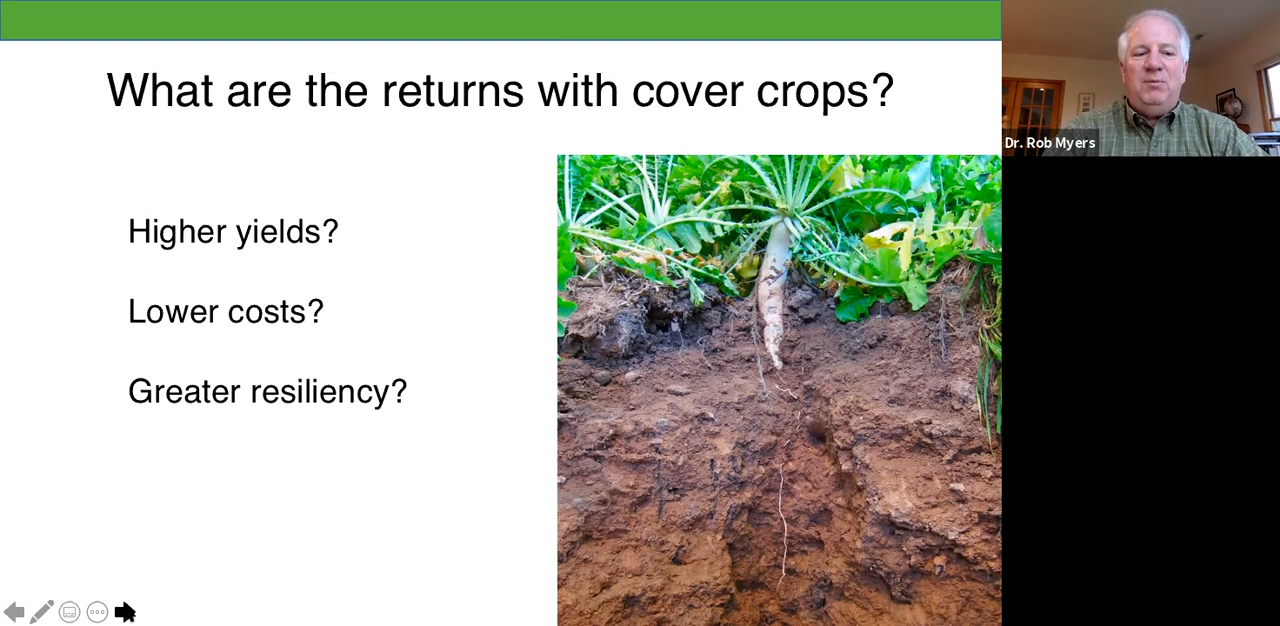 What are the returns with cover crops?
Higher yields?
Lower costs?
Greater resiliency?
Dr. Rob Myers